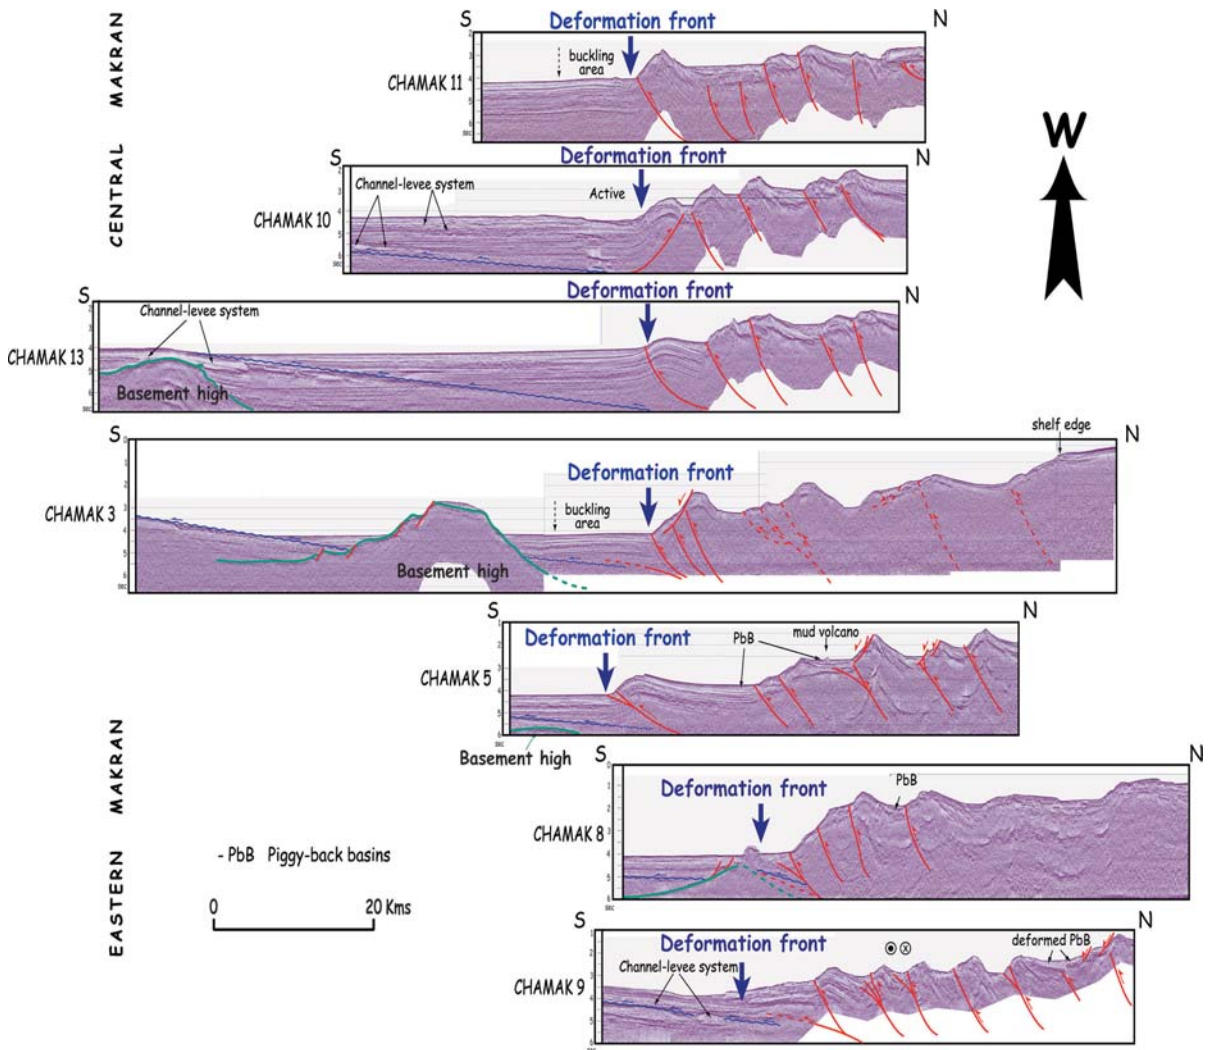 S
N
Deformation front
buckling
area
CHAMAK 11
CENTRAL MAKRAN
W
S
N
Deformation front
Channel-levee system
Active
CHAMAK 10
S
N
Deformation front
Channel-levee system
CHAMAK 13
Basement high
S
N
shelf edge
Deformation front
CHAMAK 3
buckling
area
Basement high
S
N
Deformation front
PbB
mud volcano
CHAMAK 5
Basement high
EASTERN MAKRAN
S
N
Deformation front
PbB
CHAMAK 8
- PbB Piggy-back basins
0
20 Kms
S
N
Deformation front
deformed PbB
Channel-levee system
CHAMAK 9